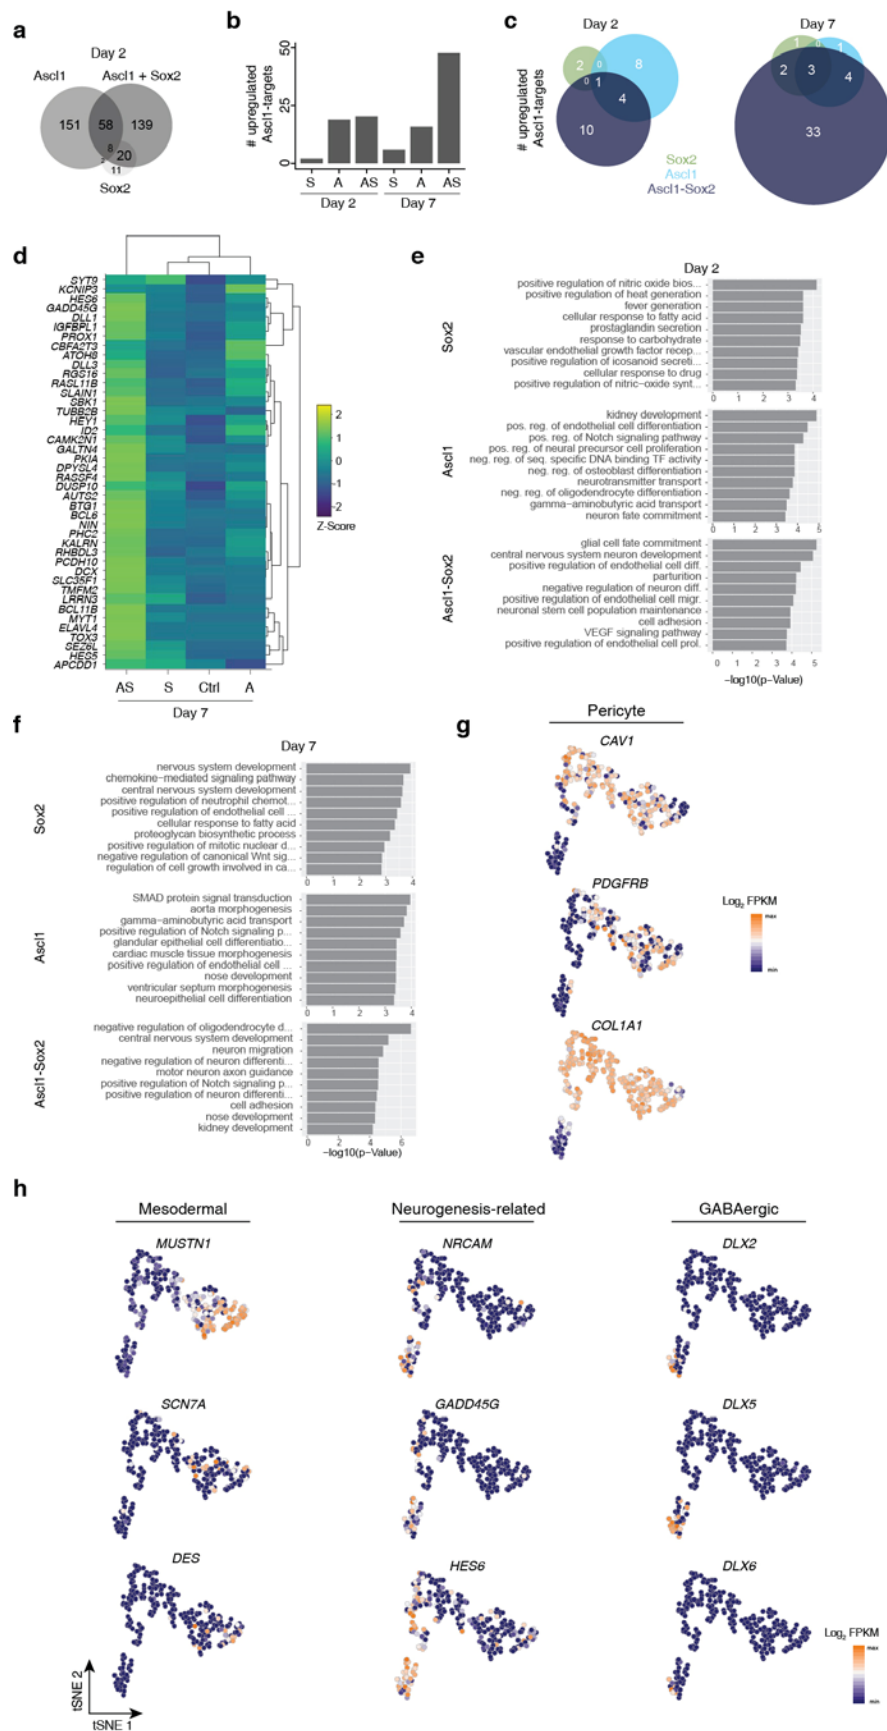 a
Day 2
Ascl1
Ascl1 + Sox2
151
58
139
8
20
2
11
Sox2
b
# upregulated
Ascl1-targets
50
25
0
S A AS S A AS
Day 2 Day 7
c
Day 2
Day 7
# upregulated
Ascl1-targets
2
0
8
0
1
4
10
1
0
1
2
3
4
33
Sox2
Ascl1
Ascl1-Sox2
d
SYT9
KCNIP3
HES6
GADD45G
DLL1
IGFBPL1
PROX1
CBFA2T3
ATOH8
DLL3
RGS16
RASL11B
SLAIN1
SBK1
TUBB2B
HEY1
ID2
CAMK2N1
GALTN4
PKIA
DPYSL4
RASSF4
DUSP10
AUTS2
BTG1
BCL6
NIN
PHC2
KALRN
RHBDL3
PCDH10
DCX
SLC35F1
TMFM2
LRRN3
BCL11B
MYT1
ELAVL4
TOX3
SEZ6L
HES5
APCDD1
AS S Ctrl A
Day 7
2
1
0
-1
-2
Z-Score
e
Day 2
Sox2
positive regulation of nitric oxide bios...
positive regulation of heat generation
fever generation
cellular response to fatty acid
prostaglandin secretion
response to carbohydrate
vascular endothelial growth factor recep...
positive regulation of icosanoid secreti...
cellular response to drug
positive regulation of nitric-oxide synt...
0 1 2 3 4
Ascl1
kidney development
pos. reg. of endothelial cell differentiation
pos. reg. of Notch signaling pathway
pos. reg. of neural precursor cell proliferation
neg. reg. of seq. specific DNA binding TF activity
neg. reg. of osteoblast differentiation
neurotransmitter transport
neg. reg. of oligodendrocyte differentiation
gamma-aminobutyric acid transport
neuron fate commitment
0 1 2 3 4 5
Ascl1-Sox2
glial cell fate commitment
central nervous system neuron development
positive regulation of endothelial cell diff.
parturition
negative regulation of neuron diff.
positive regulation of endothelial cell migr.
neuronal stem cell population maintenance
cell adhesion
VEGF signaling pathway
positive regulation of endothelial cell prol.
0 1 2 3 4 5
-log10(p-Value)
f
Day 7
Sox2
nervous system development
chemokine-mediated signaling pathway
central nervous system development
positive regulation of neutrophil chemot...
positive regulation of endothelial cell ...
cellular response to fatty acid
proteoglycan biosynthetic process
positive regulation of mitotic nuclear d...
negative regulation of canonical Wnt sig...
regulation of cell growth involved in ca...
0 1 2 3 4
Ascl1
SMAD protein signal transduction
aorta morphogenesis
gamma-aminobutyric acid transport
positive regulation of Notch signaling p...
glandular epithelial cell differentiatio...
cardiac muscle tissue morphogenesis
positive regulation of endothelial cell ...
nose development
ventricular septum morphogenesis
neuroepithelial cell differentiation
0 1 2 3 4
Ascl1-Sox2
negative regulation of oligodendrocyte d...
central nervous system development
neuron migration
negative regulation of neuron differenti...
motor neuron axon guidance
positive regulation of Notch signaling p...
positive regulation of neuron differenti...
cell adhesion
nose development
kidney development
0 2 4 6
-log10(p-Value)
g
Pericyte
CAV1
PDGFRB
COL1A1
Log2 FPKM
max
min
h
Mesodermal
Neurogenesis-related
GABAergic
MUSTN1
NRCAM
DLX2
SCN7A
GADD45G
DLX5
DES
HES6
DLX6
tSNE 2
tSNE 1
Log2 FPKM
max
min